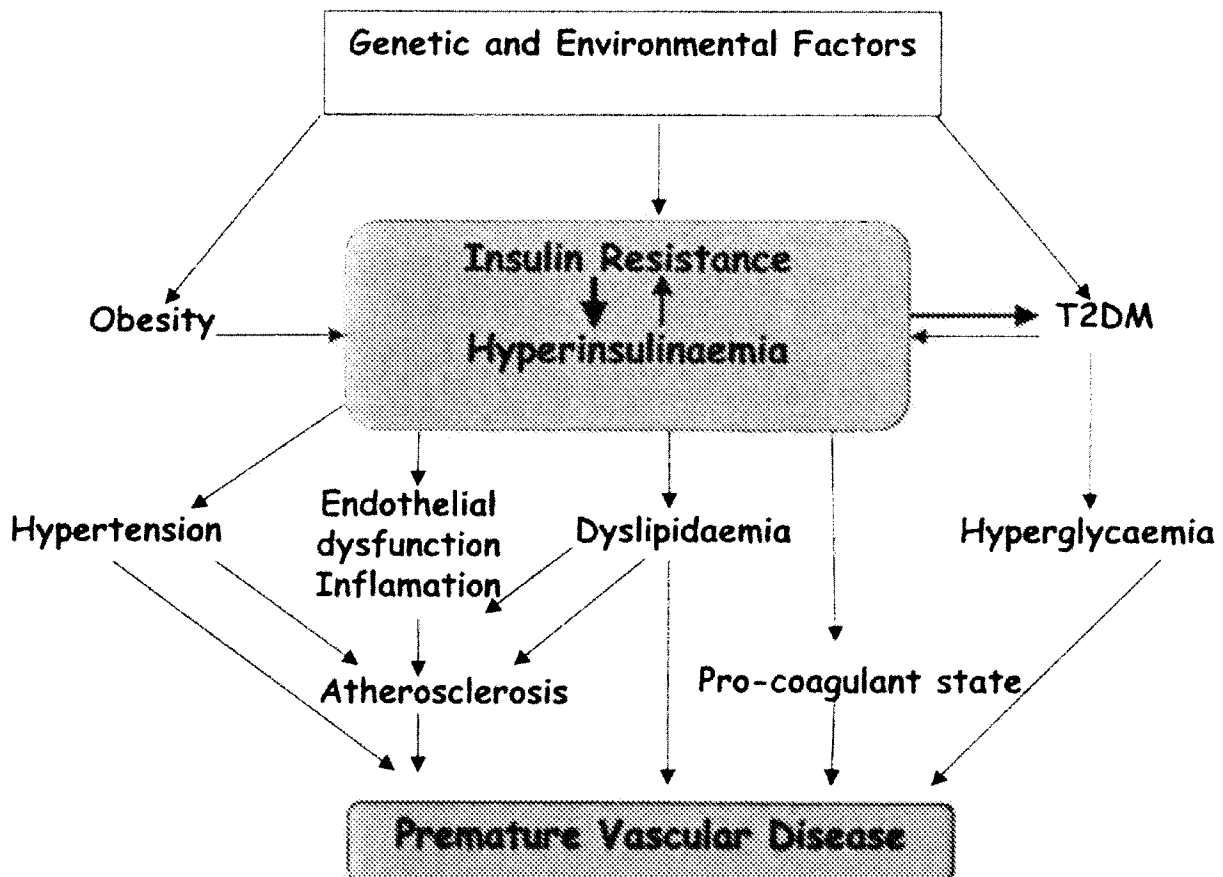 Genetic and Environmental Factors
Insulin Resistance
Obesity
T2DM
Hyperinsulinaemia
Hypertension
Endothelial
dysfunction
Inflamation
Dyslipidaemia
Hyperglycaemia
Atherosclerosis
Pro-coagulant state
Premature Vascular Disease